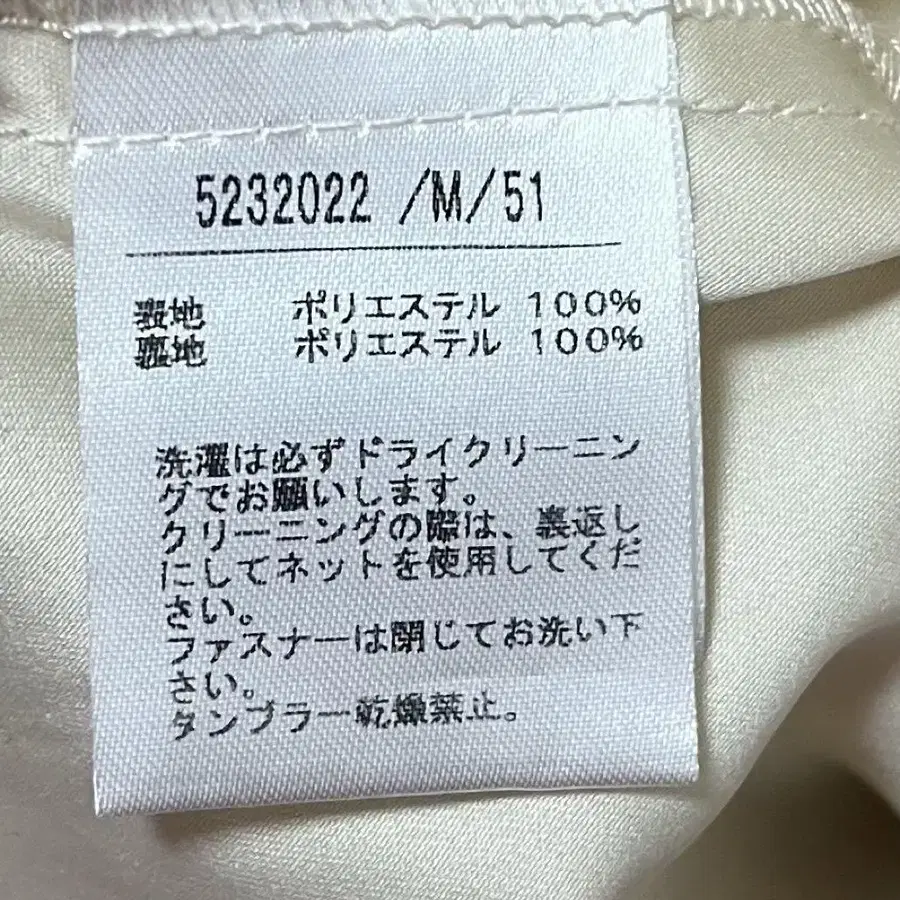 5232022 /M/51
表地 ポリエステル 100%
裏地 ポリエステル 100%
洗濯は必ずドライクリーニン
グでお願いします。
クリーニングの際は、裏返し
にしてネットを使用してくだ
さい。
ファスナーは閉じてお洗い下
さい。
タンブラー乾燥禁止。